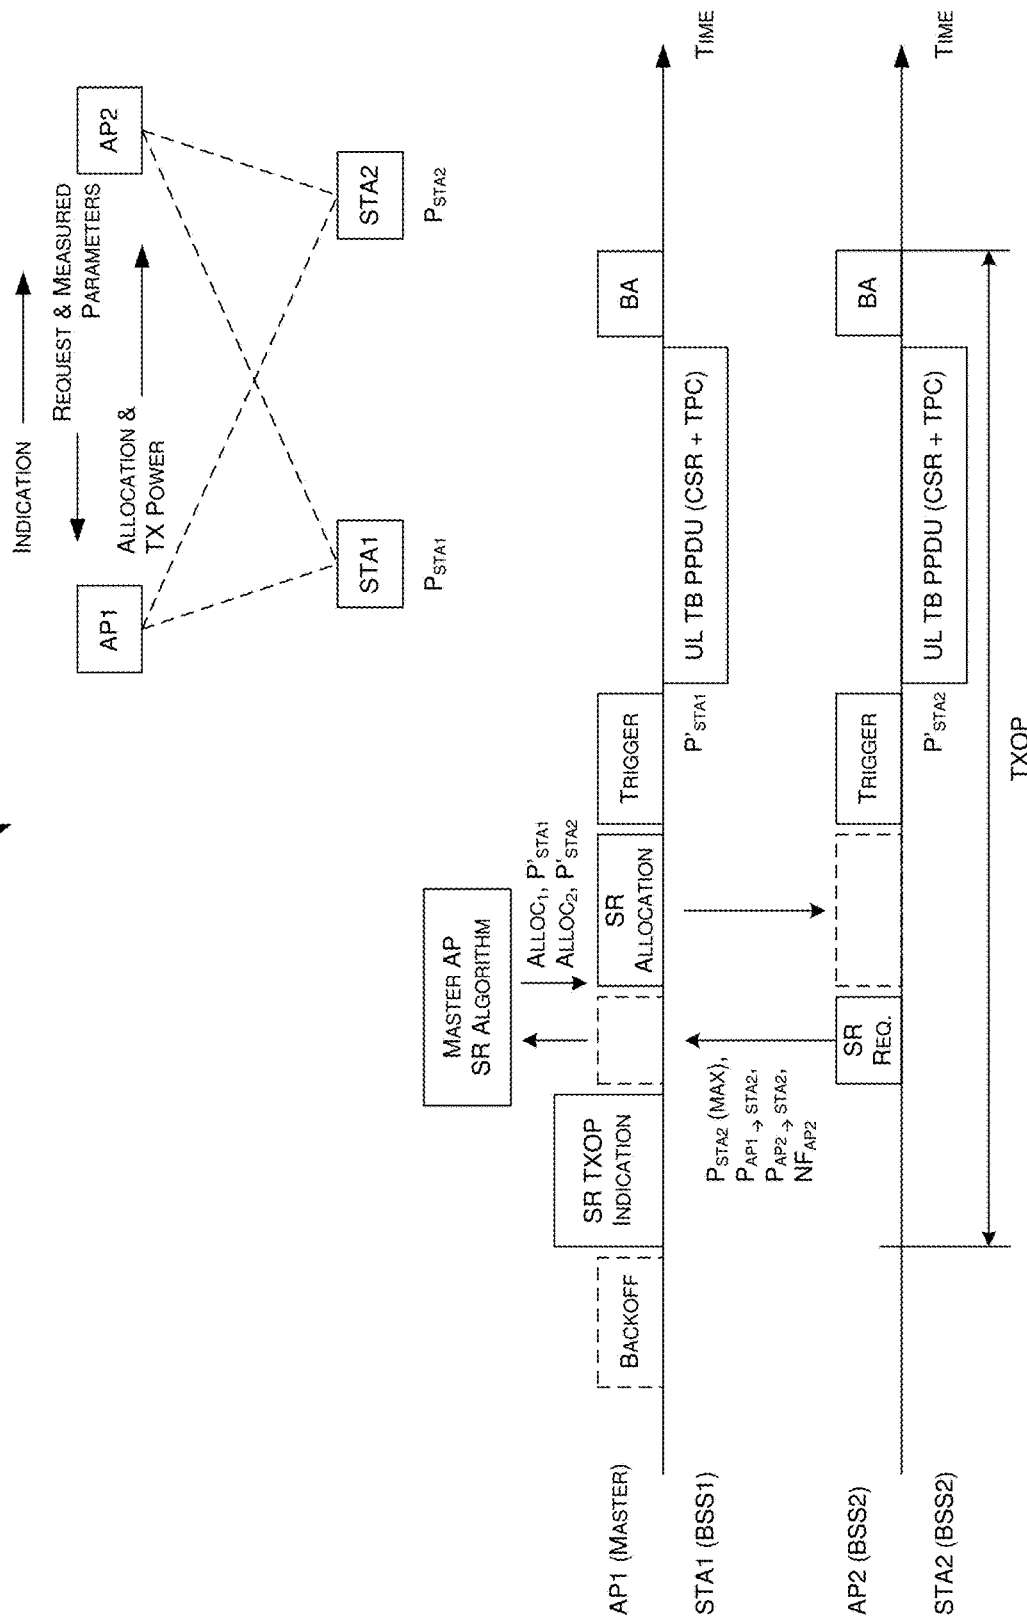 INDICATION
REQUEST & MEASURED
PARAMETERS
ALLOCATION &
TX POWER
AP1
AP2
STA1
STA2
PSTA1
PSTA2
MASTER AP
SR ALGORITHM
ALLOC1, P'STA1
ALLOC2, P'STA2
AP1 (MASTER)
BACKOFF
SR TXOP
INDICATION
SR
ALLOCATION
TRIGGER
BA
STA1 (BSS1)
P'STA1
UL TB PPDU (CSR + TPC)
TIME
PSTA2 (MAX),
PAP1 → STA2,
PAP2 → STA2,
NFAP2
AP2 (BSS2)
SR
REQ.
TRIGGER
BA
STA2 (BSS2)
P'STA2
UL TB PPDU (CSR + TPC)
TIME
TXOP